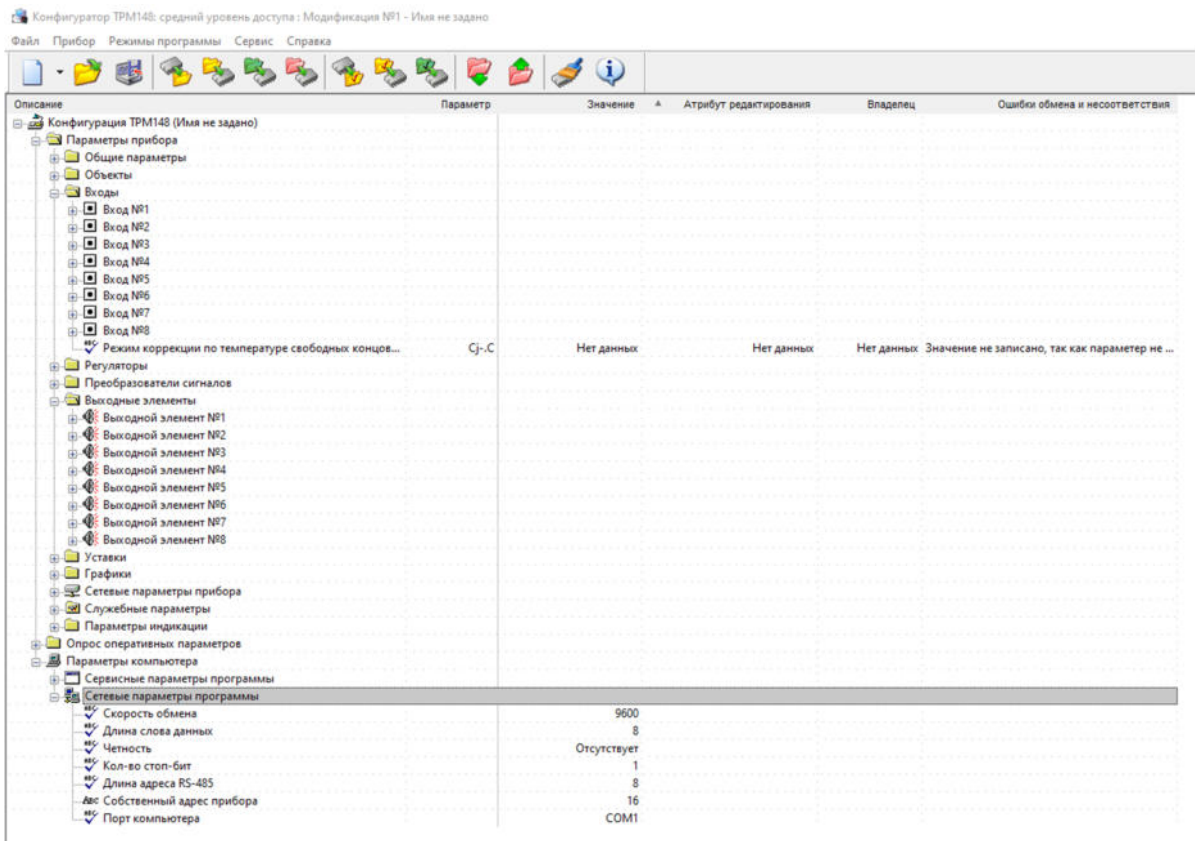 Конфигуратор ТРМ148: средний уровень доступа : Модификация №1 - Имя не задано
Файл Прибор Режимы программы Сервис Справка
Описание Параметр Значение Атрибут редактирования Владелец Ошибки обмена и несоответствия
Конфигурация ТРМ148 (Имя не задано)
Параметры прибора
Общие параметры
Объекты
Входы
Вход №1
Вход №2
Вход №3
Вход №4
Вход №5
Вход №6
Вход №7
Вход №8
Режим коррекции по температуре свободных концов... Cj-.C Нет данных Нет данных Нет данных Значение не записано, так как параметр не ...
Регуляторы
Преобразователи сигналов
Выходные элементы
Выходной элемент №1
Выходной элемент №2
Выходной элемент №3
Выходной элемент №4
Выходной элемент №5
Выходной элемент №6
Выходной элемент №7
Выходной элемент №8
Уставки
Графики
Сетевые параметры прибора
Служебные параметры
Параметры индикации
Опрос оперативных параметров
Параметры компьютера
Сервисные параметры программы
Сетевые параметры программы
Скорость обмена 9600
Длина слова данных 8
Четность Отсутствует
Кол-во стоп-бит 1
Длина адреса RS-485 8
Собственный адрес прибора 16
Порт компьютера COM1